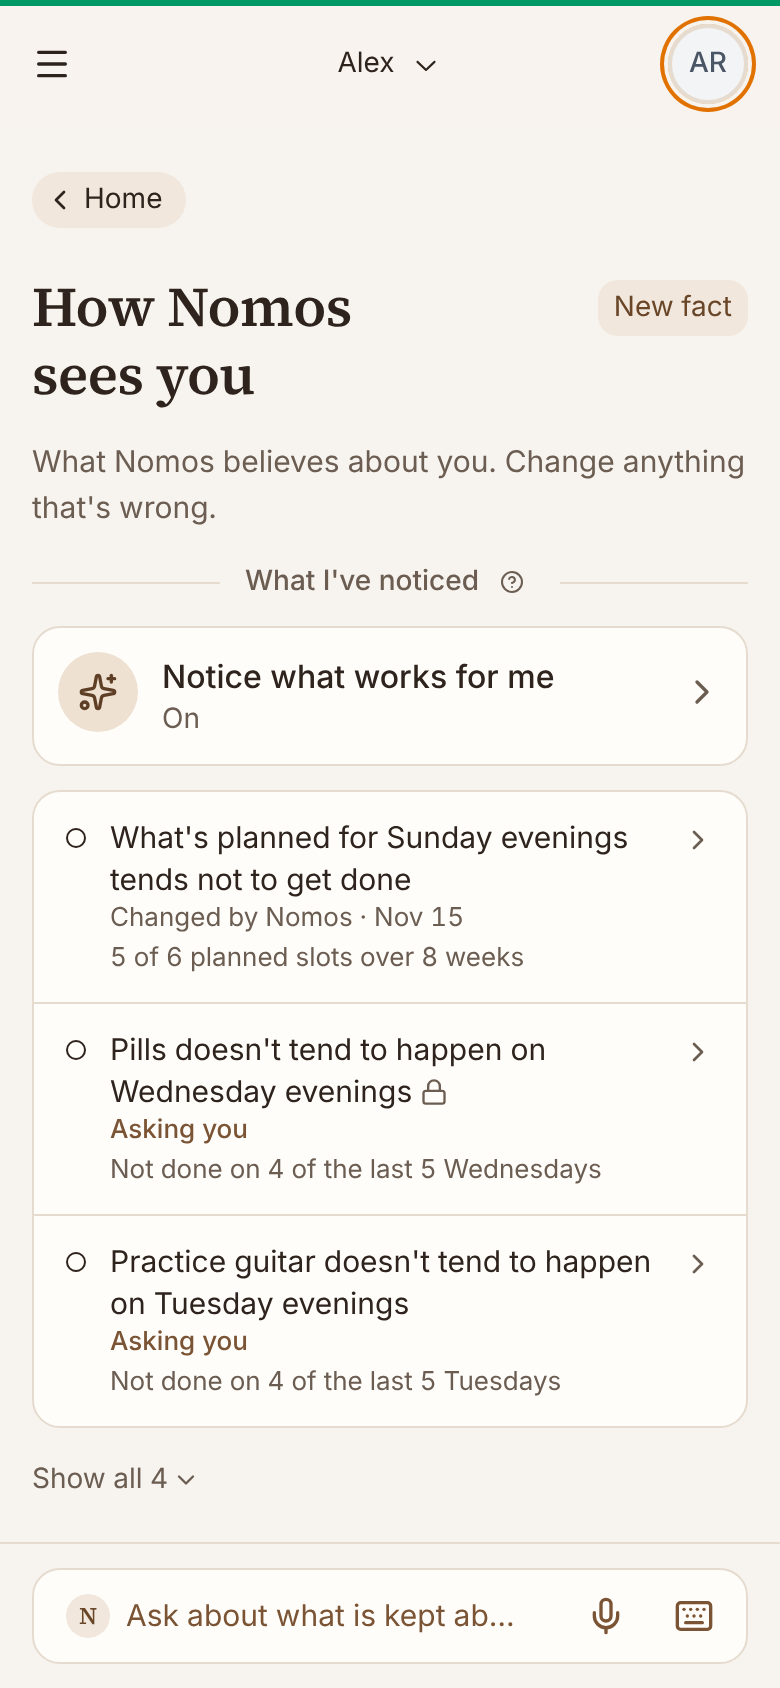 Alex
AR
Home
How Nomos
sees you
New fact
What Nomos believes about you. Change anything
that's wrong.
What I've noticed
Notice what works for me
On
What's planned for Sunday evenings
tends not to get done
Changed by Nomos · Nov 15
5 of 6 planned slots over 8 weeks
Pills doesn't tend to happen on
Wednesday evenings
Asking you
Not done on 4 of the last 5 Wednesdays
Practice guitar doesn't tend to happen
on Tuesday evenings
Asking you
Not done on 4 of the last 5 Tuesdays
Show all 4
N
Ask about what is kept ab...